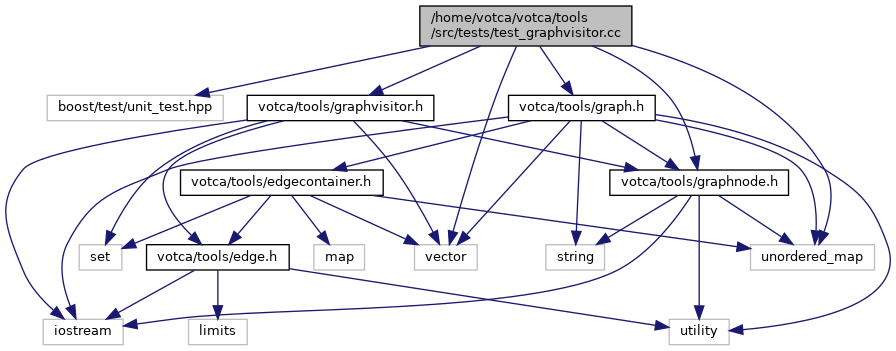 /home/votca/votca/tools
/src/tests/test_graphvisitor.cc
boost/test/unit_test.hpp
votca/tools/graphvisitor.h
votca/tools/graph.h
votca/tools/edgecontainer.h
votca/tools/graphnode.h
set
votca/tools/edge.h
map
vector
string
unordered_map
iostream
limits
utility